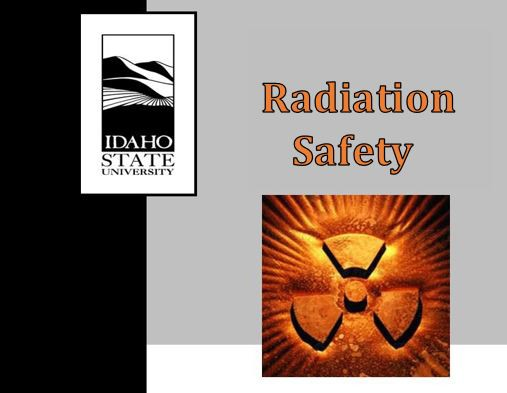 IDAHO
STATE
UNIVERSITY
Radiation
Safety